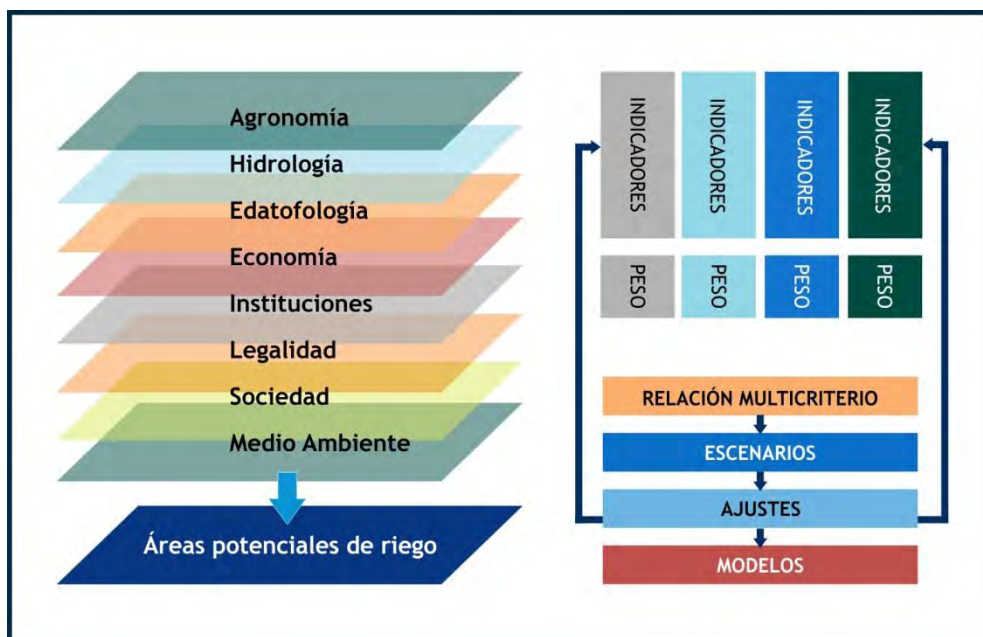 Agronomía
Hidrología
Edatofología
Economía
Instituciones
Legalidad
Sociedad
Medio Ambiente
Áreas potenciales de riego
INDICADORES
INDICADORES
INDICADORES
INDICADORES
PESO
PESO
PESO
PESO
RELACIÓN MULTICRITERIO
ESCENARIOS
AJUSTES
MODELOS